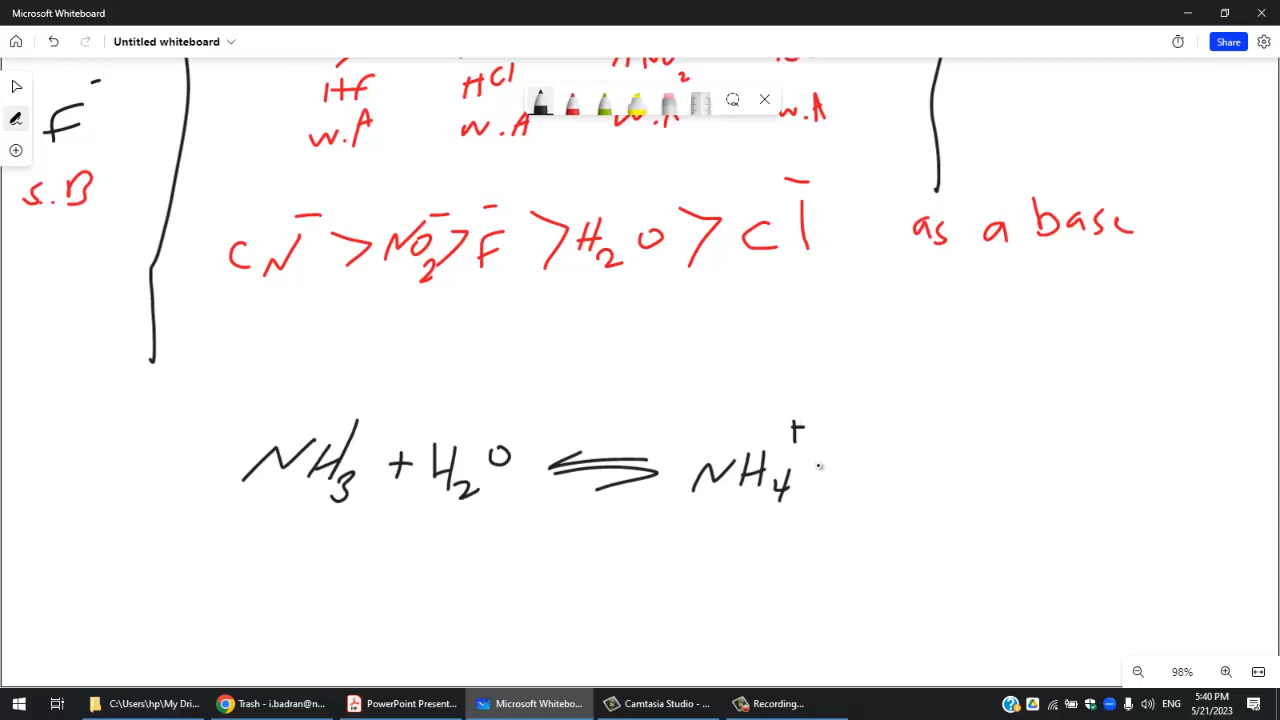 Microsoft Whiteboard
Untitled whiteboard
Share
F⁻
S.B
HF
HCl
w.A
w.A
w.A
CN⁻ > NO₂⁻ > F⁻ > H₂O > Cl⁻ as a base
NH₃ + H₂O ⇌ NH₄⁺
98%
C:\Users\hp\My Dri...
Trash - i.badran@n...
PowerPoint Present...
Microsoft Whitebo...
Camtasia Studio - ...
Recording...
ENG
5:40 PM
5/21/2023